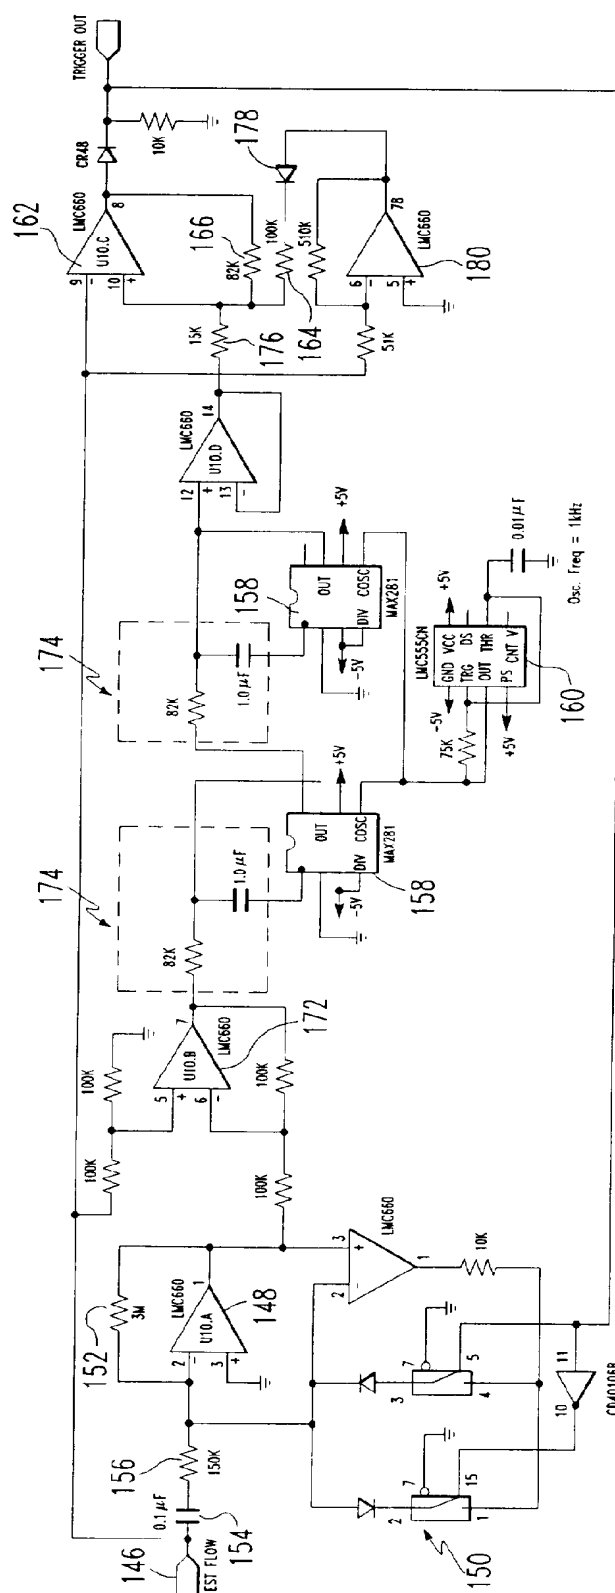 146
EST FLOW
0.1µF
154
156
150K
152
3M
LMC660
U10.A
148
2
-
3
+
1
LMC660
2
-
3
+
1
10K
2
7
15
1
150
3
7
5
4
10
11
CD40106B
100K
100K
100K
100K
5
+
6
-
U10.B
7
LMC660
172
174
82K
1.0µF
OUT
+5V
COSC
DIV
-5V
MAX281
158
174
82K
1.0µF
158
OUT
+5V
COSC
DIV
-5V
MAX281
LMC555CN
-5V
+5V
GND VCC
TRG DS
OUT THR
PS CNT V
75K
+5V
160
0.01µF
Osc. Freq = 1kHz
LMC660
12
+
13
-
U10.D
14
15K
176
162
LMC660
9
-
10
+
U10.C
8
82K
166
100K
164
178
510K
51K
6
-
5
+
78
LMC660
180
CR48
10K
TRIGGER OUT